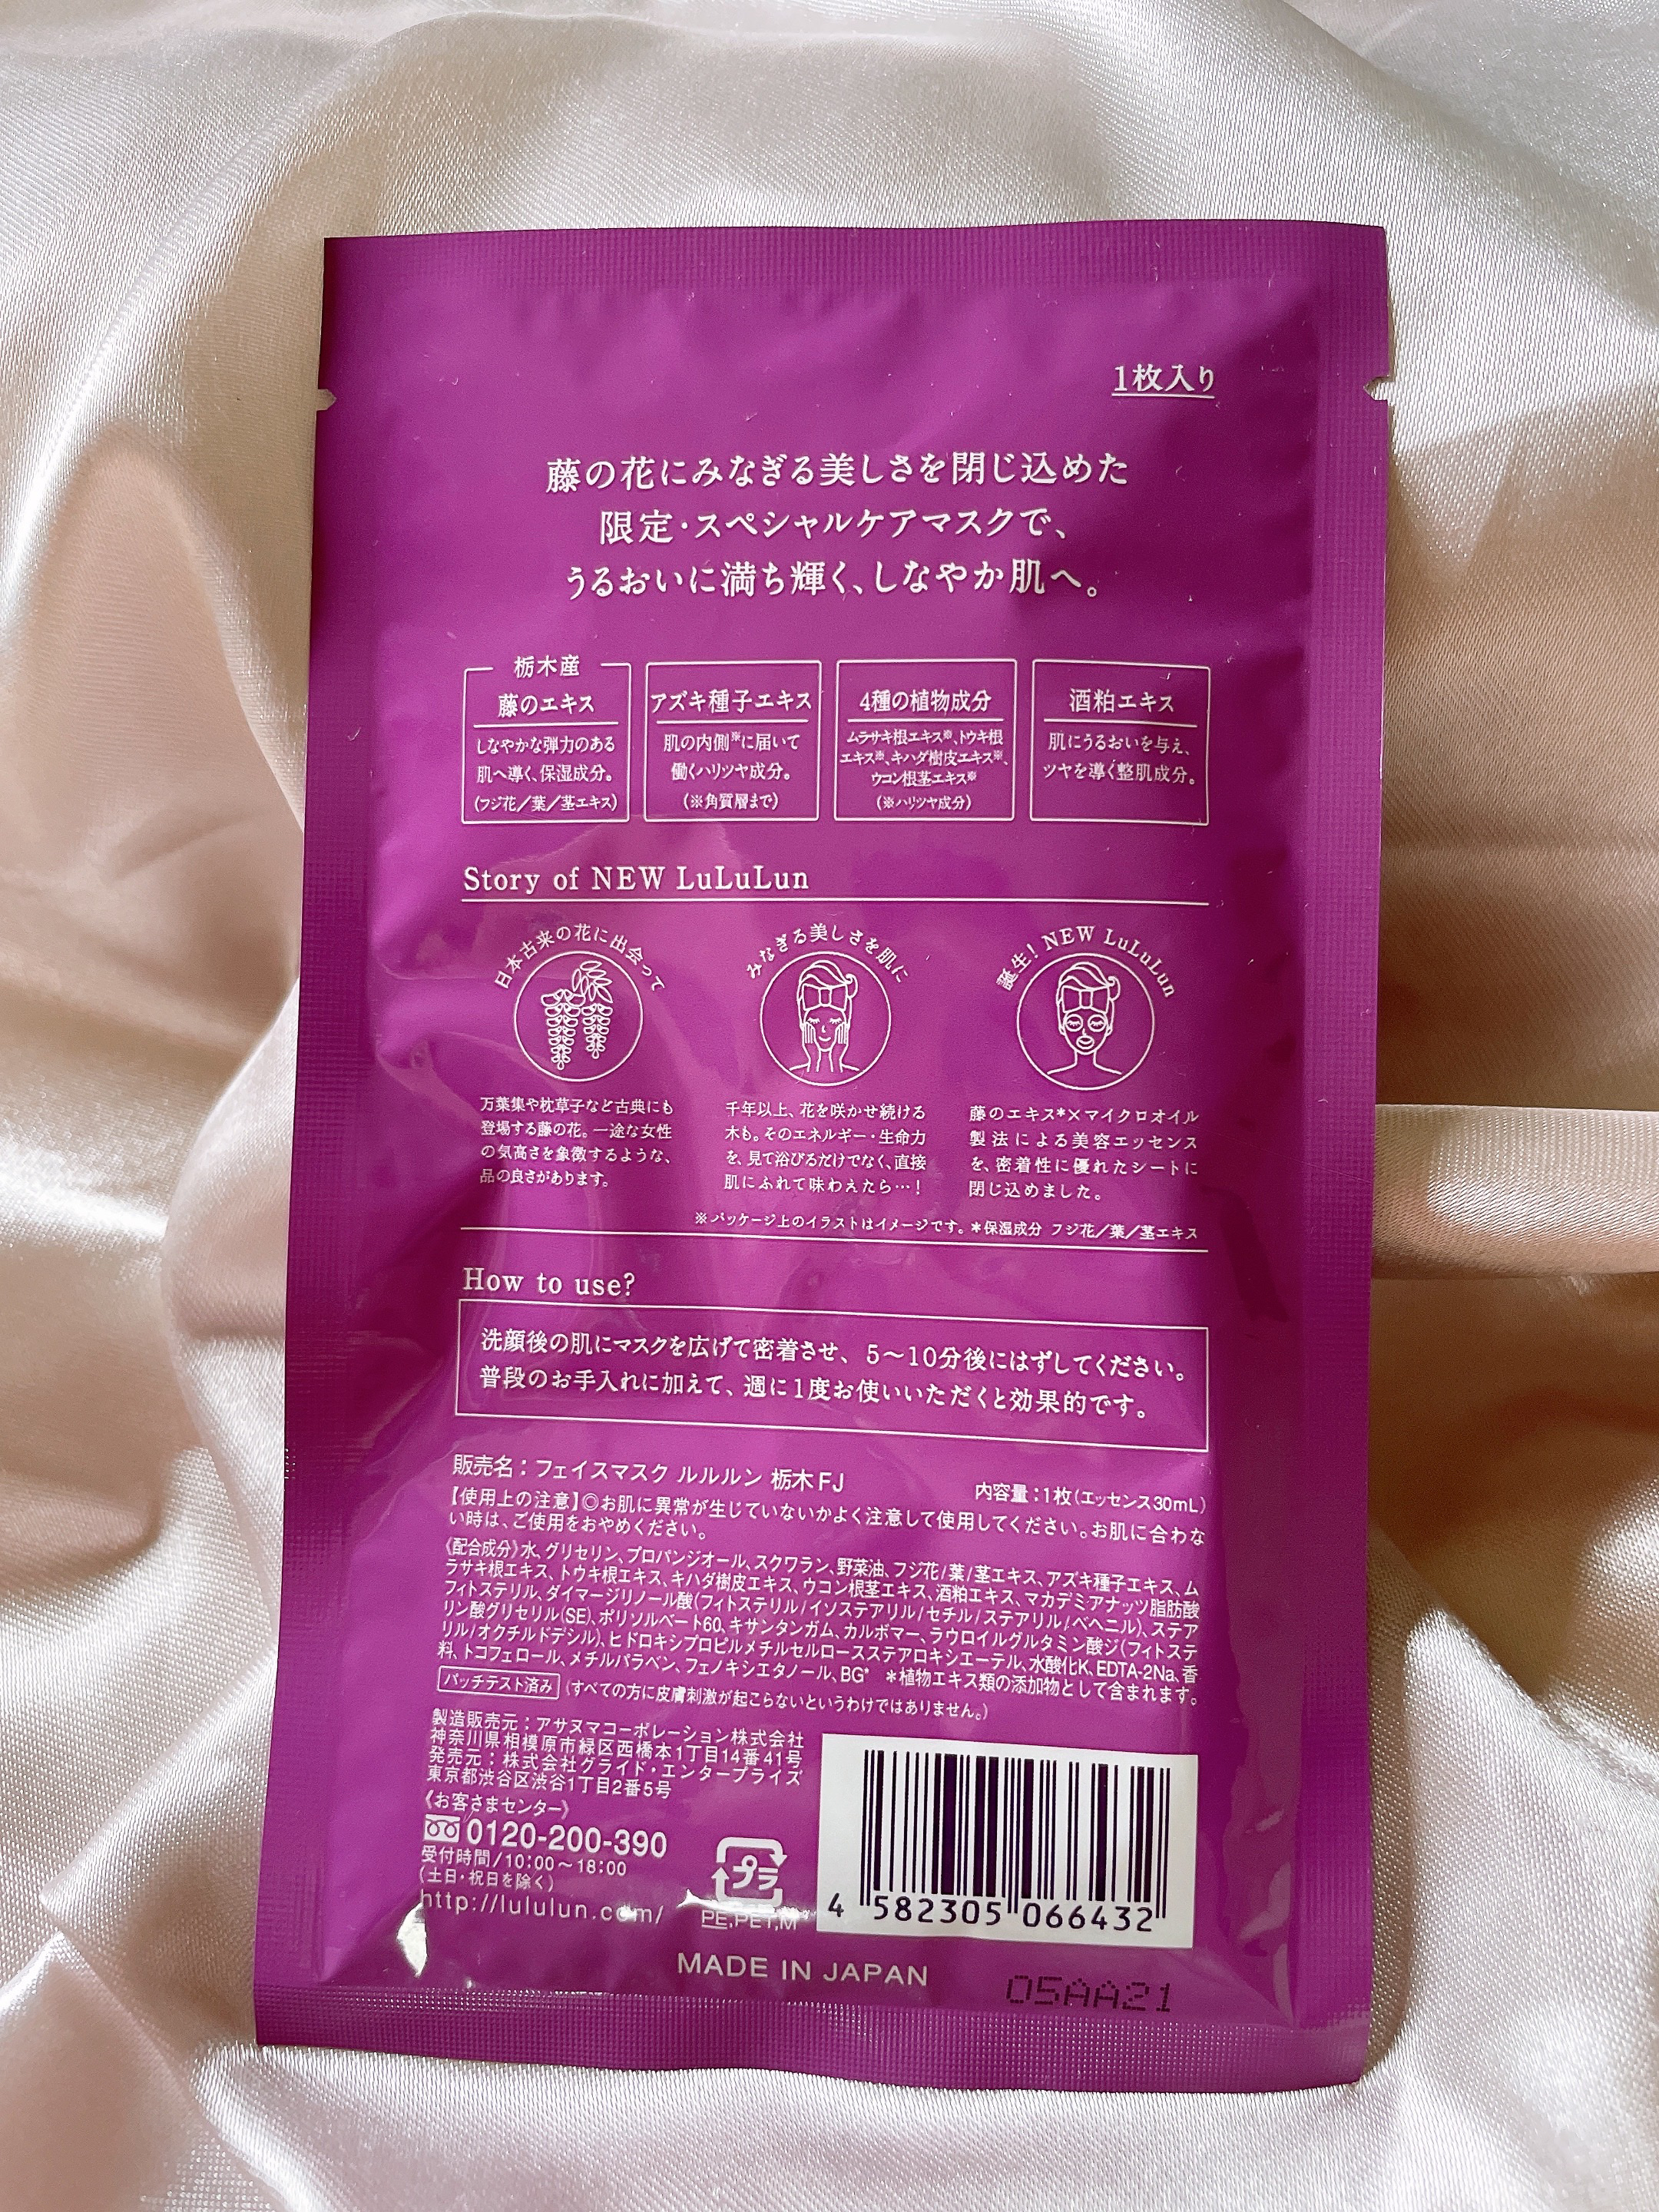 1枚入り
藤の花にみなぎる美しさを閉じ込めた
限定・スペシャルケアマスクで、
うるおいに満ち輝く、しなやか肌へ。
栃木産
藤のエキス
しなやかな弾力のある
肌へ導く、保湿成分。
(フジ花/葉/茎エキス)
アズキ種子エキス
肌の内側※に届いて
働くハリツヤ成分。
(※角質層まで)
4種の植物成分
ムラサキ根エキス※、トウキ根
エキス※、キハダ樹皮エキス※、
ウコン根茎エキス※
(※ハリツヤ成分)
酒粕エキス
肌にうるおいを与え、
ツヤを導く整肌成分。
Story of NEW LuLuLun
日本古来の花に出会って
万葉集や枕草子など古典にも
登場する藤の花。一途な女性
の気高さを象徴するような、
品の良さがあります。
みなぎる美しさを肌に
千年以上、花を咲かせ続ける
木も。そのエネルギー・生命力
を、見て浴びるだけでなく、直接
肌にふれて味わえたら…!
誕生! NEW LuLuLun
藤のエキス*×マイクロオイル
製法による美容エッセンス
を、密着性に優れたシートに
閉じ込めました。
※パッケージ上のイラストはイメージです。*保湿成分 フジ花/葉/茎エキス
How to use?
洗顔後の肌にマスクを広げて密着させ、5〜10分後にはずしてください。
普段のお手入れに加えて、週に1度お使いいただくと効果的です。
販売名:フェイスマスク ルルルン 栃木FJ 内容量:1枚(エッセンス30mL)
【使用上の注意】◎お肌に異常が生じていないかよく注意して使用してください。お肌に合わな
い時は、ご使用をおやめください。
《配合成分》水、グリセリン、プロパンジオール、スクワラン、野菜油、フジ花/葉/茎エキス、アズキ種子エキス、ム
ラサキ根エキス、トウキ根エキス、キハダ樹皮エキス、ウコン根茎エキス、酒粕エキス、マカデミアナッツ脂肪酸
フィトステリル、ダイマージリノール酸(フィトステリル/イソステアリル/セチル/ステアリル/ベヘニル)、ステア
リン酸グリセリル(SE)、ポリソルベート60、キサンタンガム、カルボマー、ラウロイルグルタミン酸ジ(フィトステ
リル/オクチルドデシル)、ヒドロキシプロピルメチルセルロースステアロキシエーテル、水酸化K、EDTA-2Na、香
料、トコフェロール、メチルパラベン、フェノキシエタノール、BG* *植物エキス類の添加物として含まれます。
パッチテスト済み (すべての方に皮膚刺激が起こらないというわけではありません。)
製造販売元:アサヌマコーポレーション株式会社
神奈川県相模原市緑区西橋本1丁目14番41号
発売元:株式会社グライド・エンタープライズ
東京都渋谷区渋谷1丁目2番5号
《お客さまセンター》
0120-200-390
受付時間/10:00〜18:00
(土日・祝日を除く)
http://lululun.com/
プラ
PE,PET,M
4 582305 066432
MADE IN JAPAN
05AA21